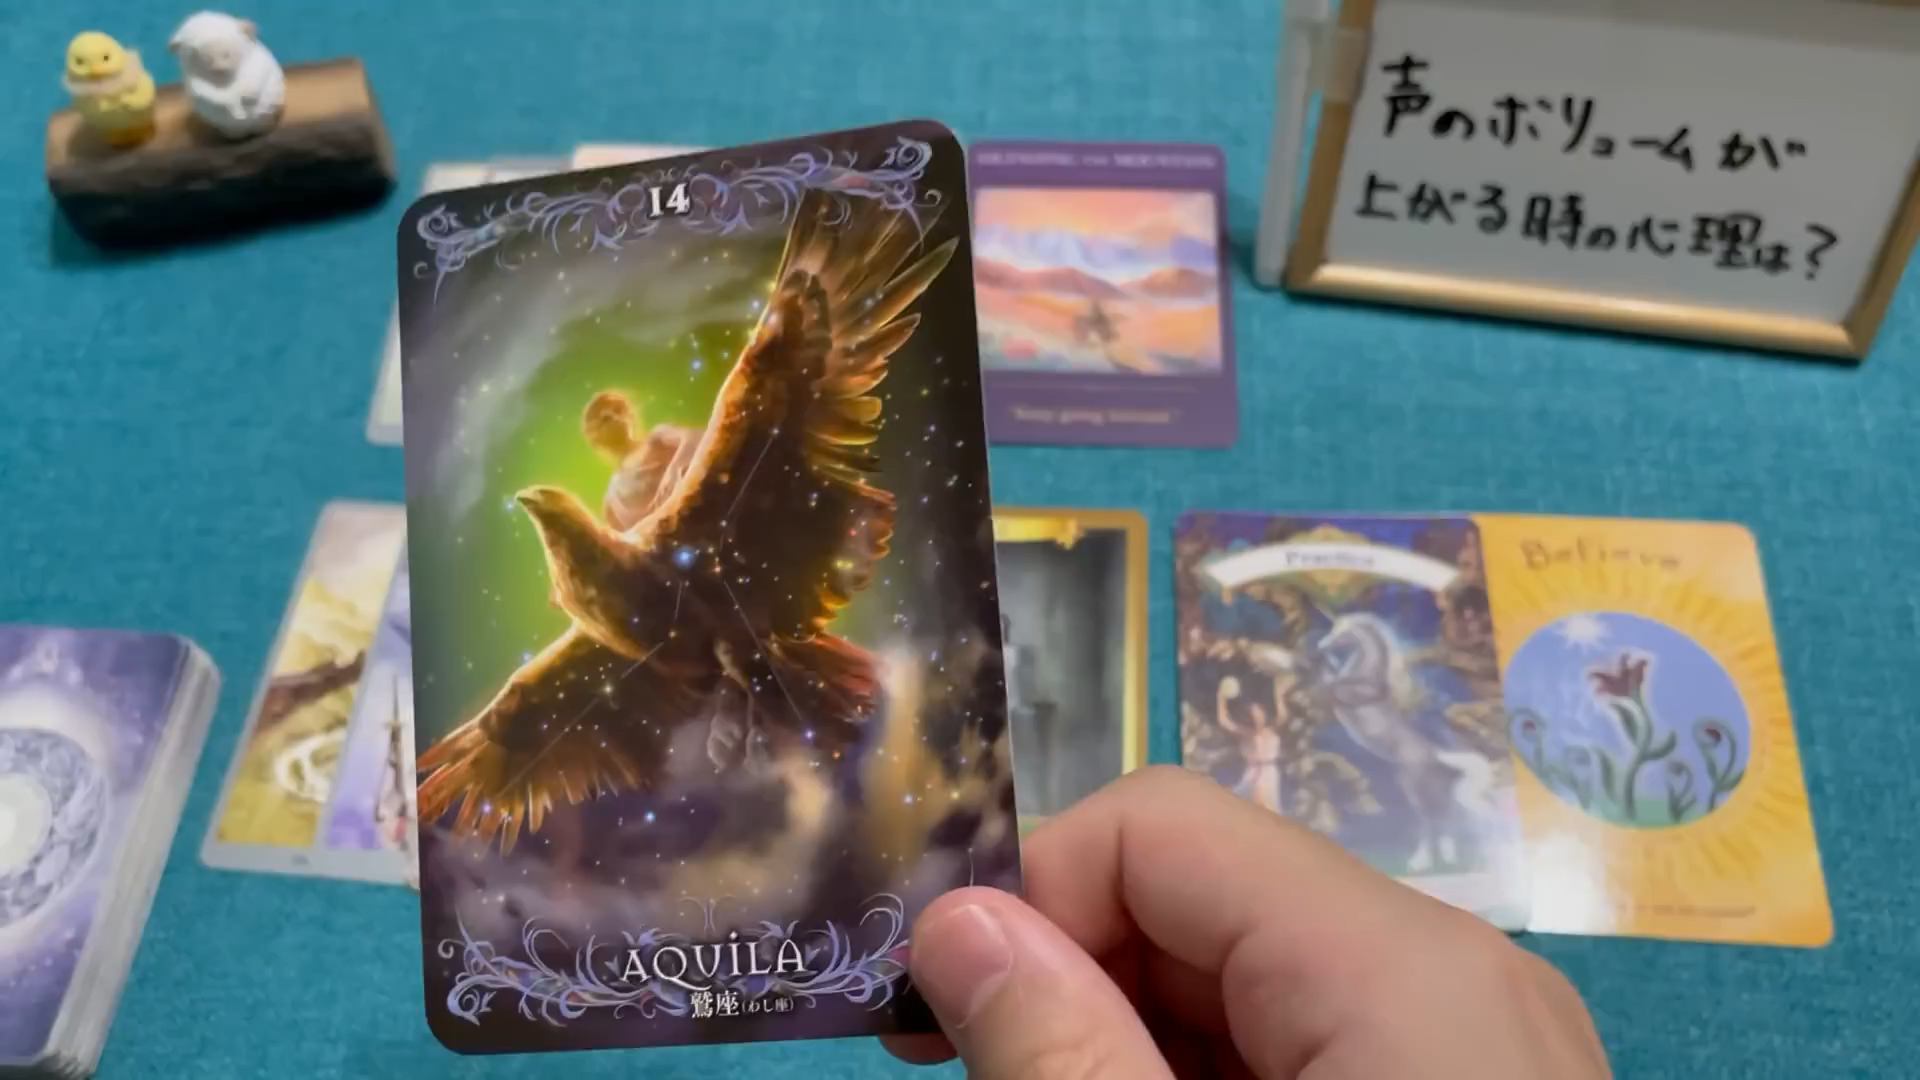 声のボリュームが
上がる時の心理は?
14
AQUILA
鷲座(わし座)
Practice
Believe